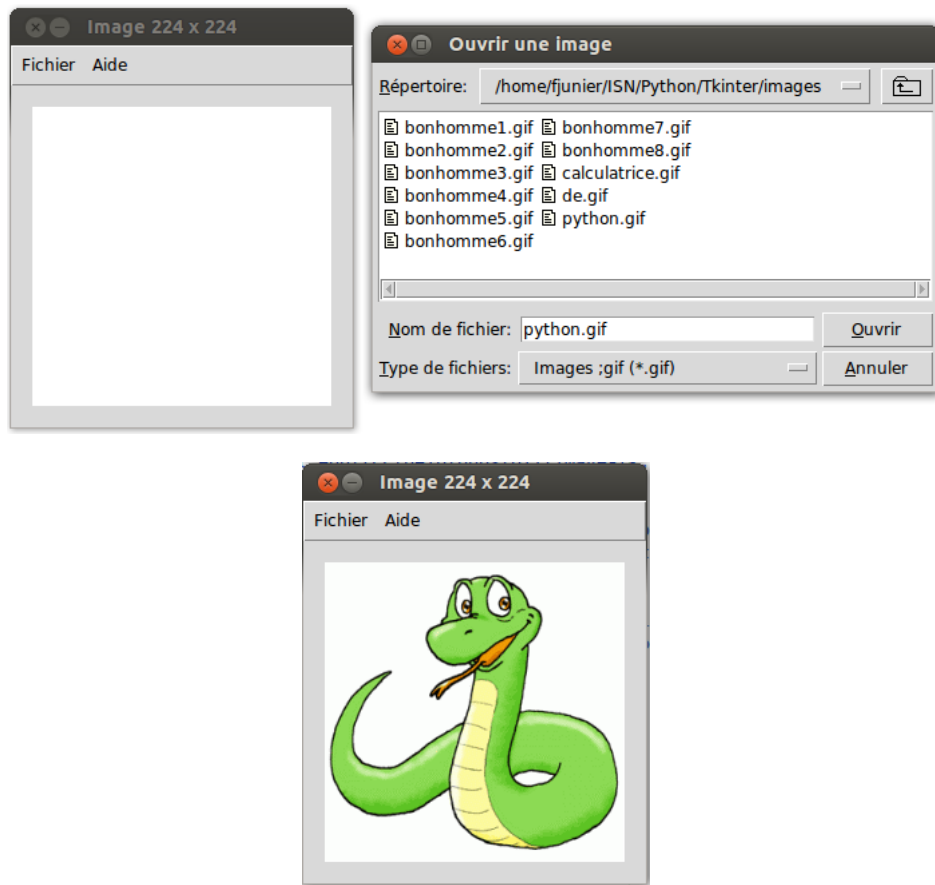 Image 224 x 224
Fichier Aide
Ouvrir une image
Répertoire: /home/fjunier/ISN/Python/Tkinter/images
bonhomme1.gif bonhomme7.gif
bonhomme2.gif bonhomme8.gif
bonhomme3.gif calculatrice.gif
bonhomme4.gif de.gif
bonhomme5.gif python.gif
bonhomme6.gif
Nom de fichier: python.gif Ouvrir
Type de fichiers: Images ;gif (*.gif) Annuler
Image 224 x 224
Fichier Aide